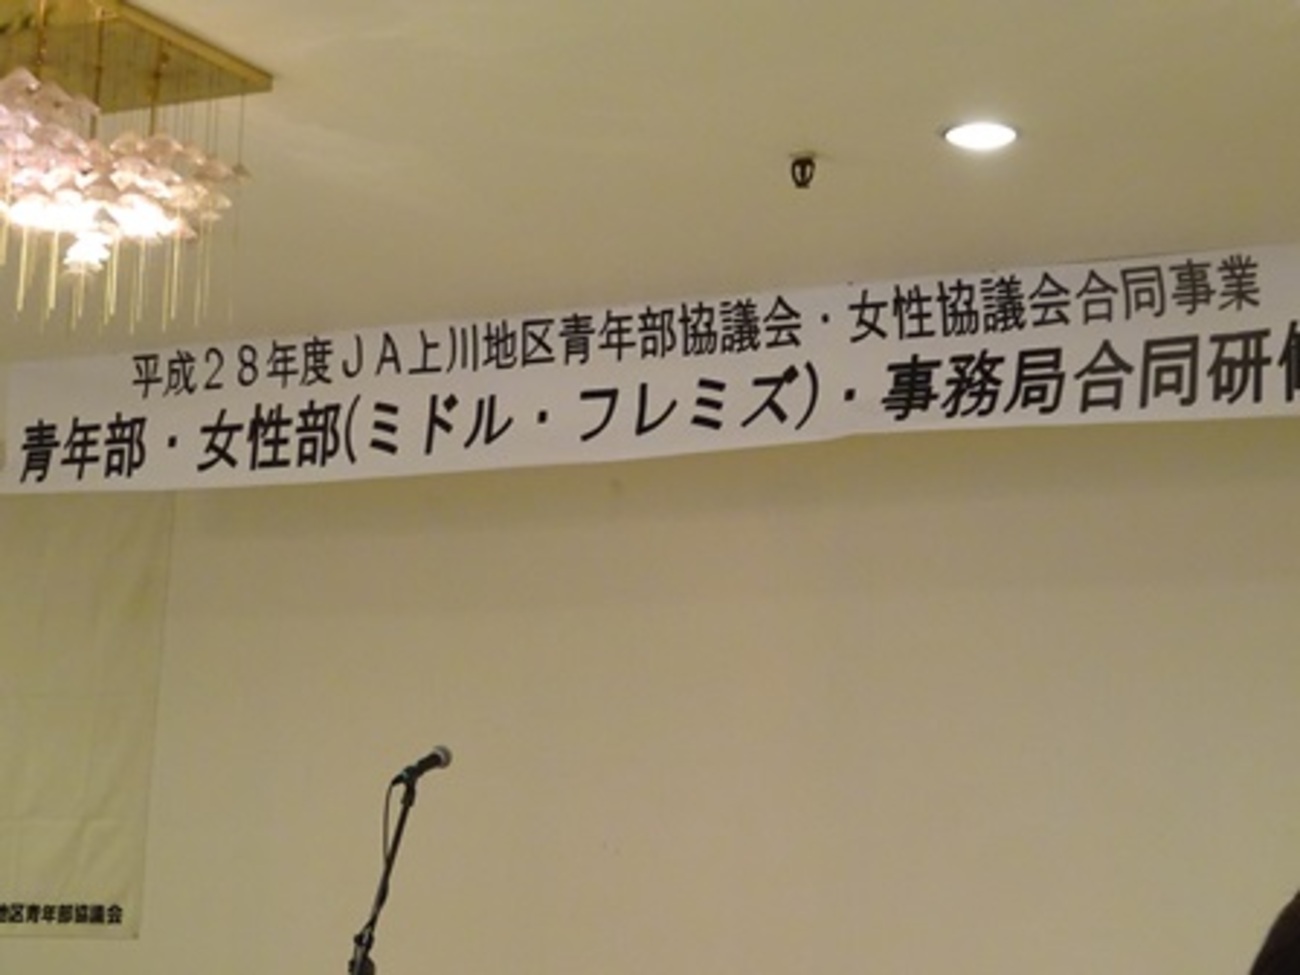 平成２８年度ＪＡ上川地区青年部協議会・女性協議会合同事業
青年部・女性部(ミドル・フレミズ)・事務局合同研修
地区青年部協議会